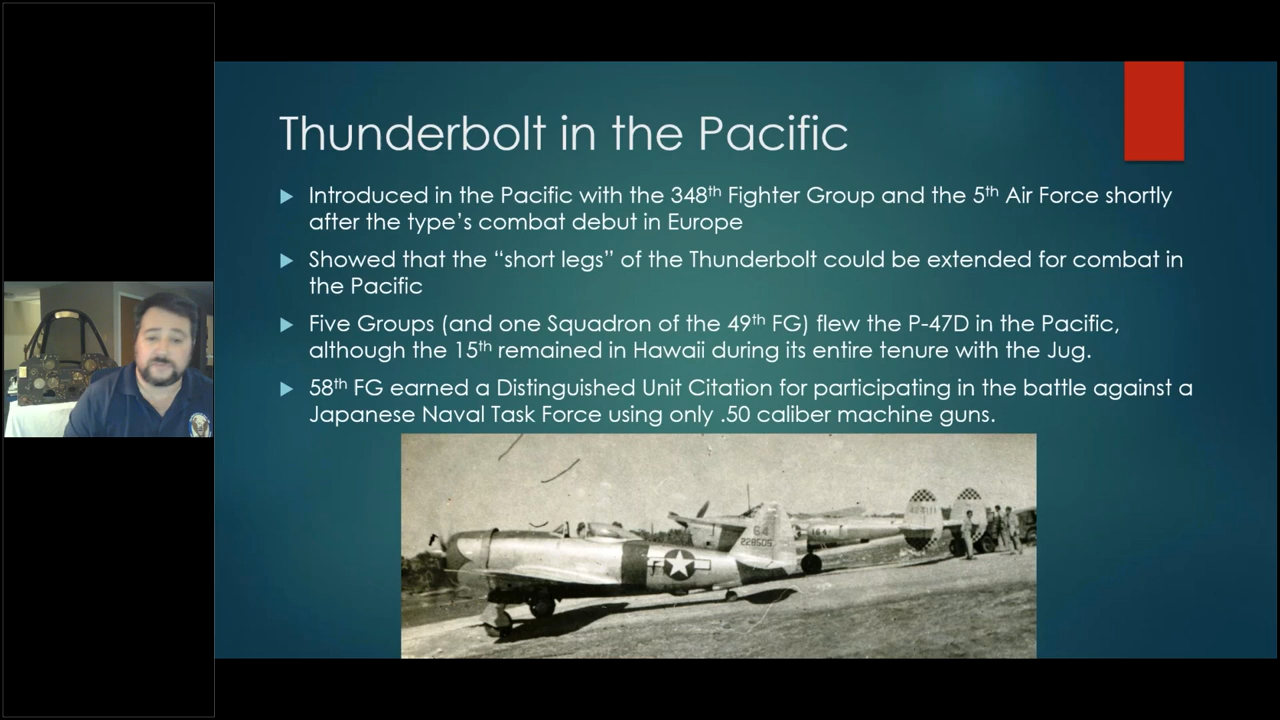 Thunderbolt in the Pacific
Introduced in the Pacific with the 348th Fighter Group and the 5th Air Force shortly
after the type's combat debut in Europe
Showed that the "short legs" of the Thunderbolt could be extended for combat in
the Pacific
Five Groups (and one Squadron of the 49th FG) flew the P-47D in the Pacific,
although the 15th remained in Hawaii during its entire tenure with the Jug.
58th FG earned a Distinguished Unit Citation for participating in the battle against a
Japanese Naval Task Force using only .50 caliber machine guns.
64
228505